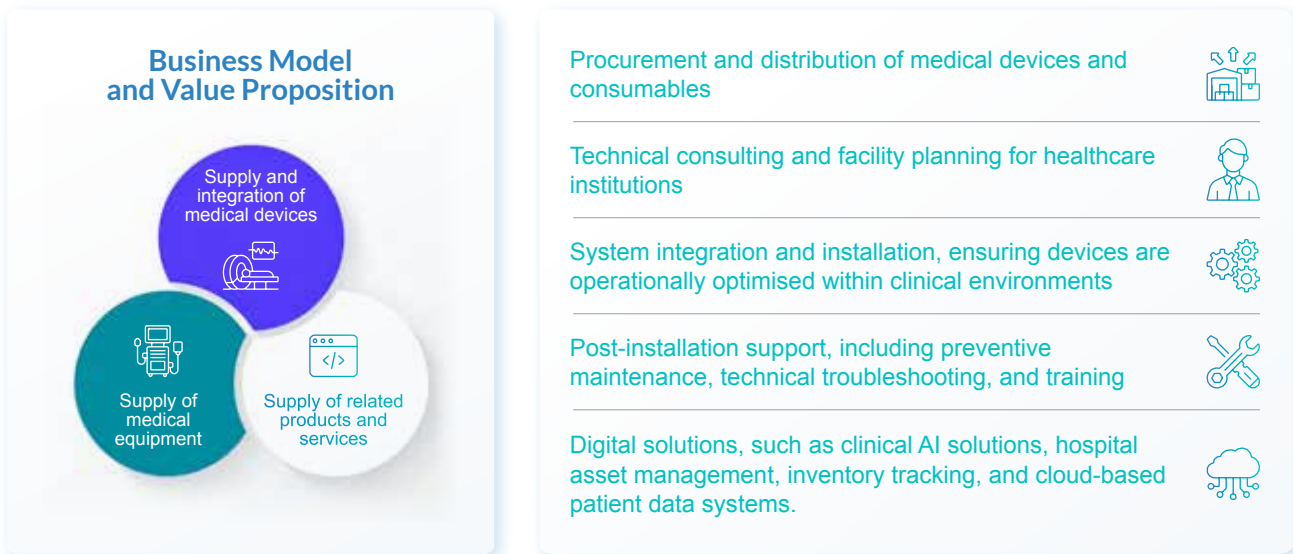 Business Model
and Value Proposition
Supply and
integration of
medical devices
Supply of
medical
equipment
</>
Supply of related
products and
services
Procurement and distribution of medical devices and
consumables
Technical consulting and facility planning for healthcare
institutions
System integration and installation, ensuring devices are
operationally optimised within clinical environments
Post-installation support, including preventive
maintenance, technical troubleshooting, and training
Digital solutions, such as clinical AI solutions, hospital
asset management, inventory tracking, and cloud-based
patient data systems.